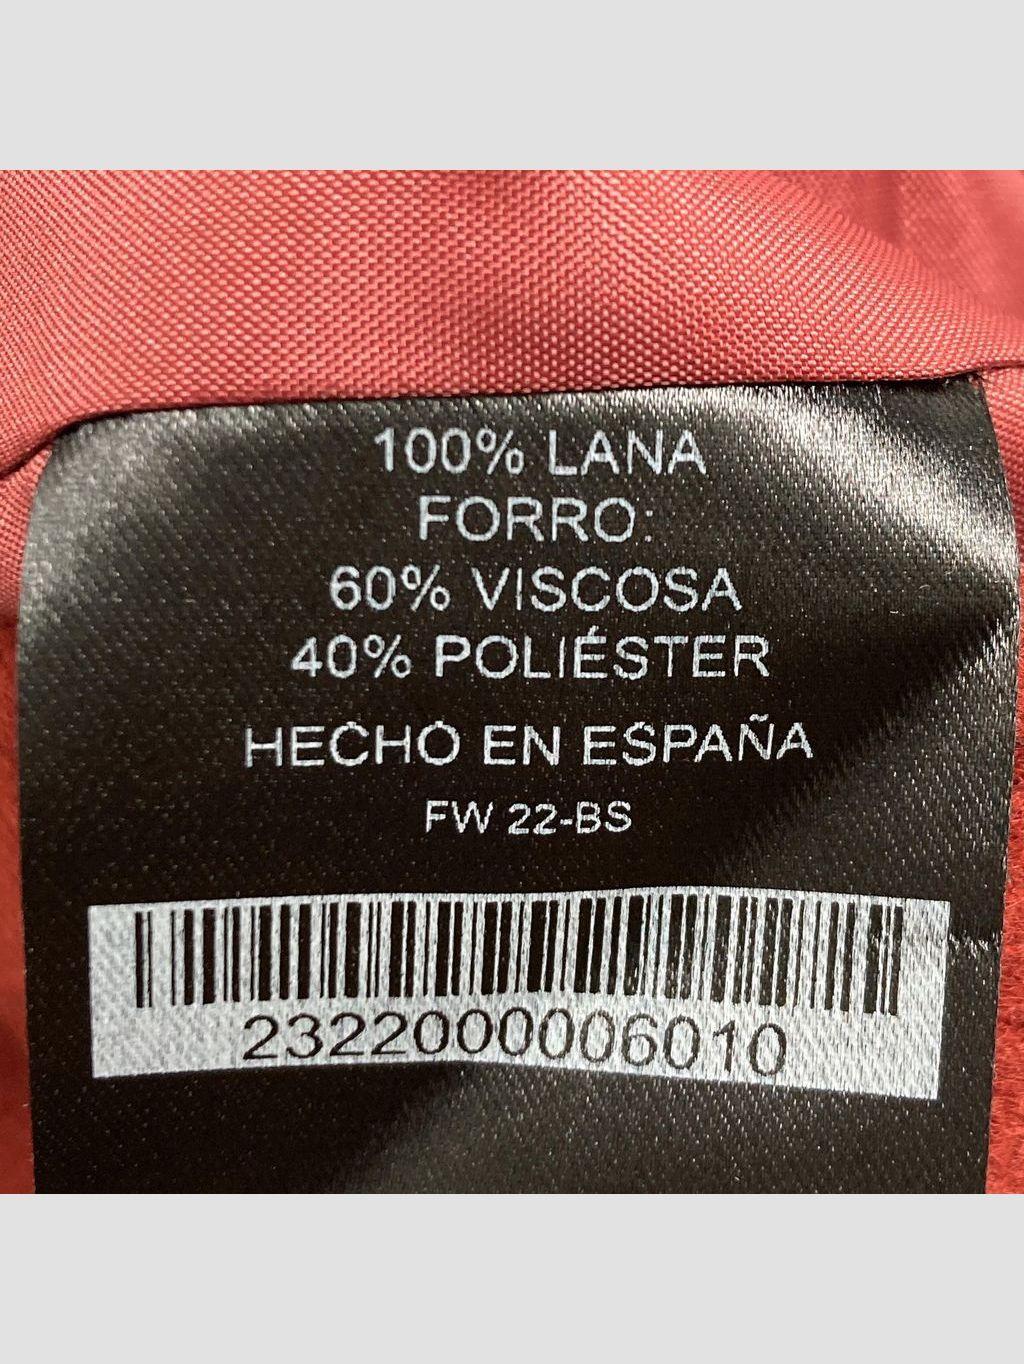 100% LANA
FORRO:
60% VISCOSA
40% POLIÉSTER
HECHO EN ESPAÑA
FW 22-BS
2322000006010